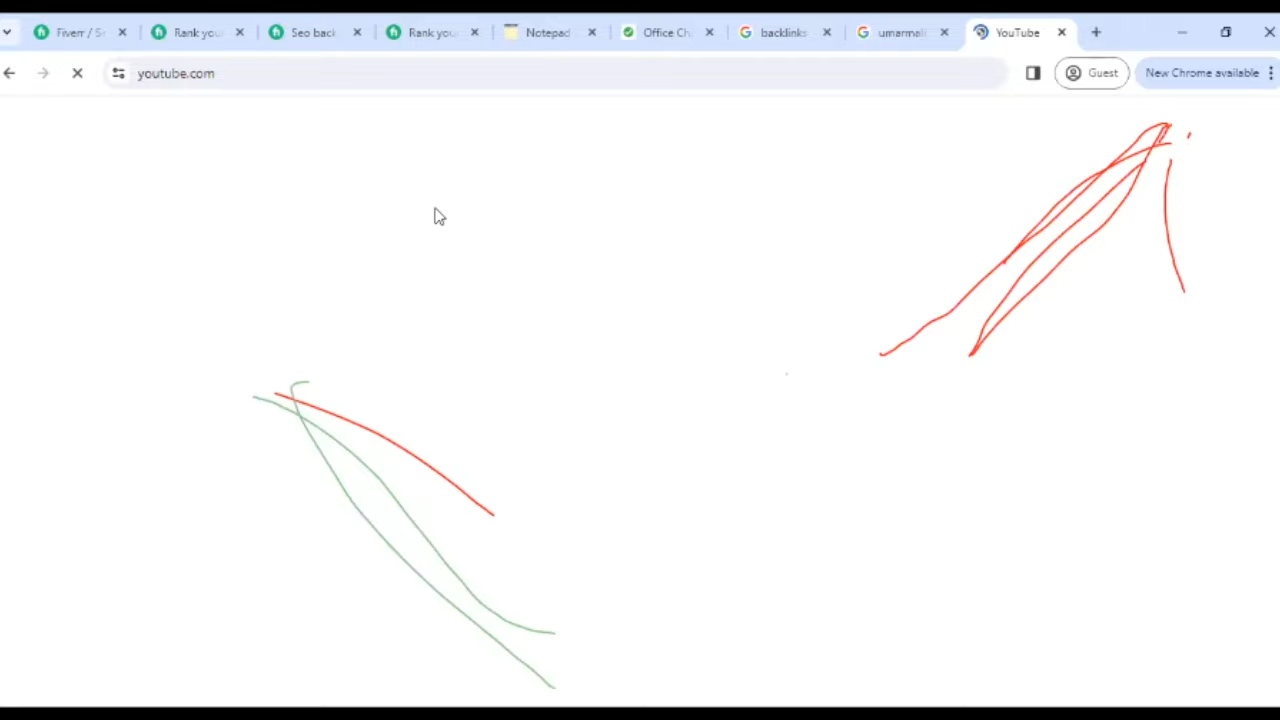 Fiverr / Se Rank you Seo back Rank you Notepad Office Ch backlinks umarmali YouTube
youtube.com Guest New Chrome available